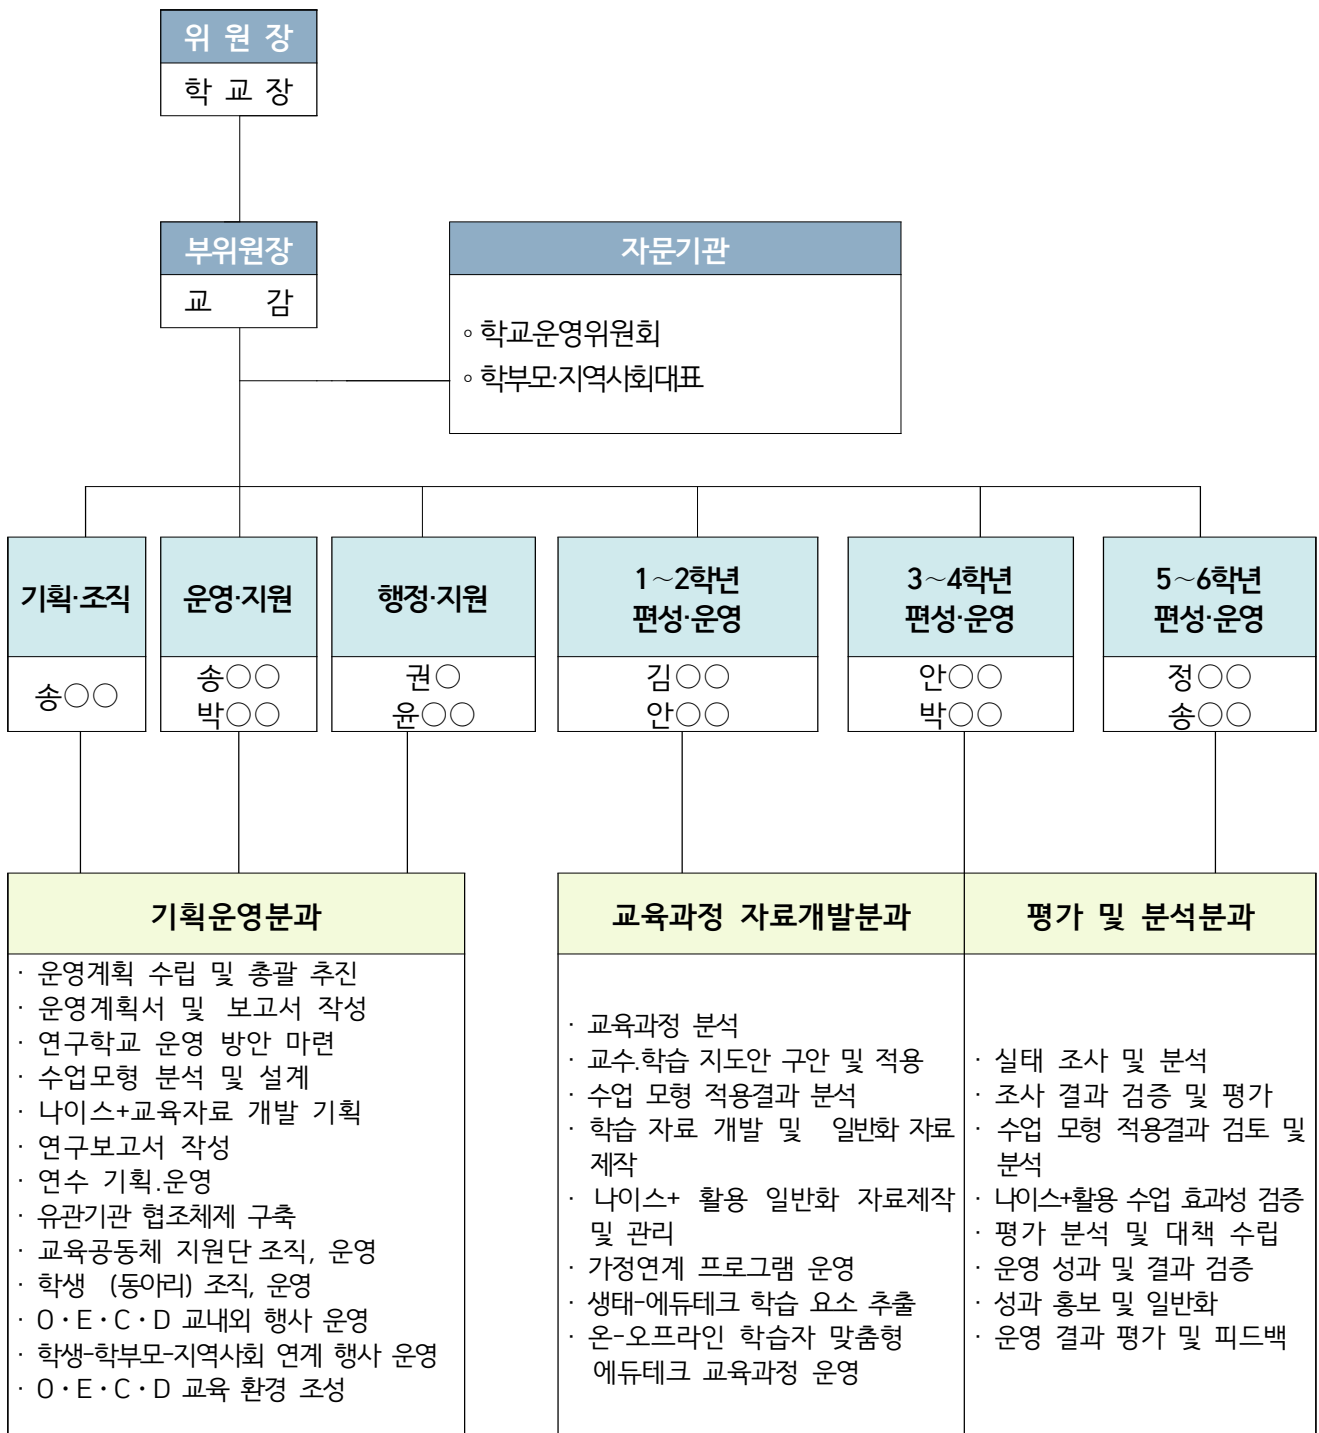 위 원 장
학 교 장
부위원장
교 감
자문기관
◦ 학교운영위원회
◦ 학부모·지역사회대표
기획·조직
송○○
운영·지원
송○○
박○○
행정·지원
권○
윤○○
1～2학년
편성·운영
김○○
안○○
3～4학년
편성·운영
안○○
박○○
5～6학년
편성·운영
정○○
송○○
기획운영분과
· 운영계획 수립 및 총괄 추진
· 운영계획서 및 보고서 작성
· 연구학교 운영 방안 마련
· 수업모형 분석 및 설계
· 나이스+교육자료 개발 기획
· 연구보고서 작성
· 연수 기획.운영
· 유관기관 협조체제 구축
· 교육공동체 지원단 조직, 운영
· 학생 (동아리) 조직, 운영
· O·E·C·D 교내외 행사 운영
· 학생-학부모-지역사회 연계 행사 운영
· O·E·C·D 교육 환경 조성
교육과정 자료개발분과
· 교육과정 분석
· 교수.학습 지도안 구안 및 적용
· 수업 모형 적용결과 분석
· 학습 자료 개발 및 일반화 자료
제작
· 나이스+ 활용 일반화 자료제작
및 관리
· 가정연계 프로그램 운영
· 생태-에듀테크 학습 요소 추출
· 온-오프라인 학습자 맞춤형
에듀테크 교육과정 운영
평가 및 분석분과
· 실태 조사 및 분석
· 조사 결과 검증 및 평가
· 수업 모형 적용결과 검토 및
분석
· 나이스+활용 수업 효과성 검증
· 평가 분석 및 대책 수립
· 운영 성과 및 결과 검증
· 성과 홍보 및 일반화
· 운영 결과 평가 및 피드백